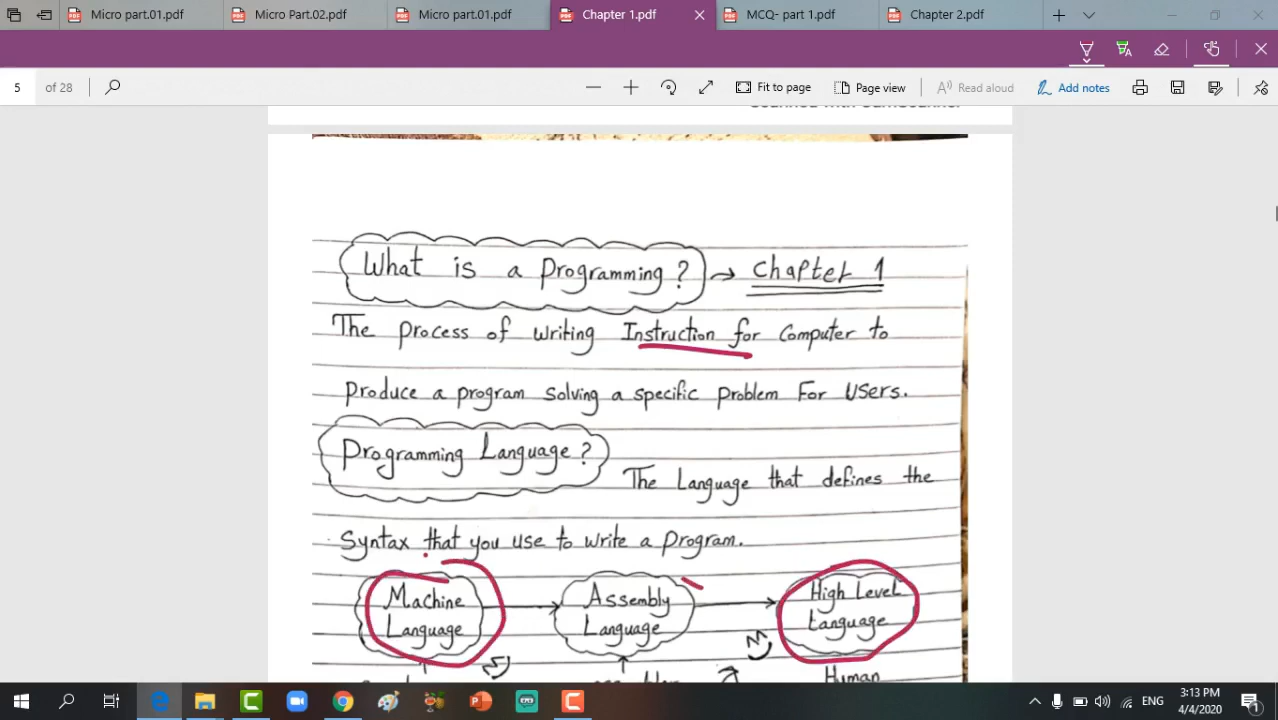 Micro part.01.pdf
Micro Part.02.pdf
Micro part.01.pdf
Chapter 1.pdf
MCQ- part 1.pdf
Chapter 2.pdf
5 of 28
Fit to page
Page view
Read aloud
Add notes
What is a Programming? → Chapter 1
The Process of Writing Instruction for Computer to
Produce a program Solving a specific Problem For Users.
Programming Language?
The Language that defines the
Syntax that you use to write a program.
Machine Language
Assembly Language
High Level Language
Human
ENG
3:13 PM
4/4/2020